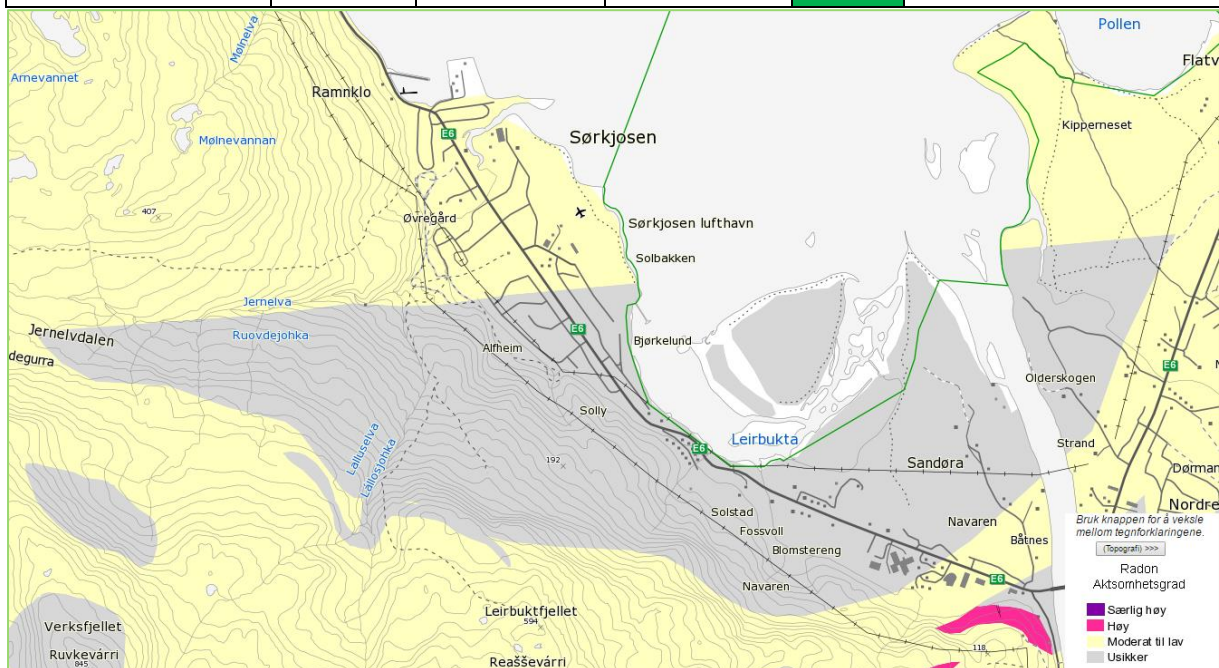 Pollen
Flatv
Arnevannet
Mølnelva
Ramnklo
E6
Mølnevannan
Sørkjosen
Kipperneset
407
Øvregård
Sørkjosen lufthavn
Solbakken
Jernelva
Jernelvdalen
Ruovdejohka
degurra
E6
Bjørkelund
Alfheim
E6
Olderskogen
Solly
Lálluselva
Lállosjohka
192
E6
Leirbukta
Strand
Sandøra
Dørman
Solstad
Nordre
Fossvoll
Navaren
Båtnes
Blomstereng
Navaren
E6
Leirbuktfjellet
594
Verksfjellet
Ruvkevárri
845
Reašševárri
118
Bruk knappen for å veksle
mellom tegnforklaringene.
(Topografi) >>>
Radon
Aktsomhetsgrad
Særlig høy
Høy
Moderat til lav
Usikker